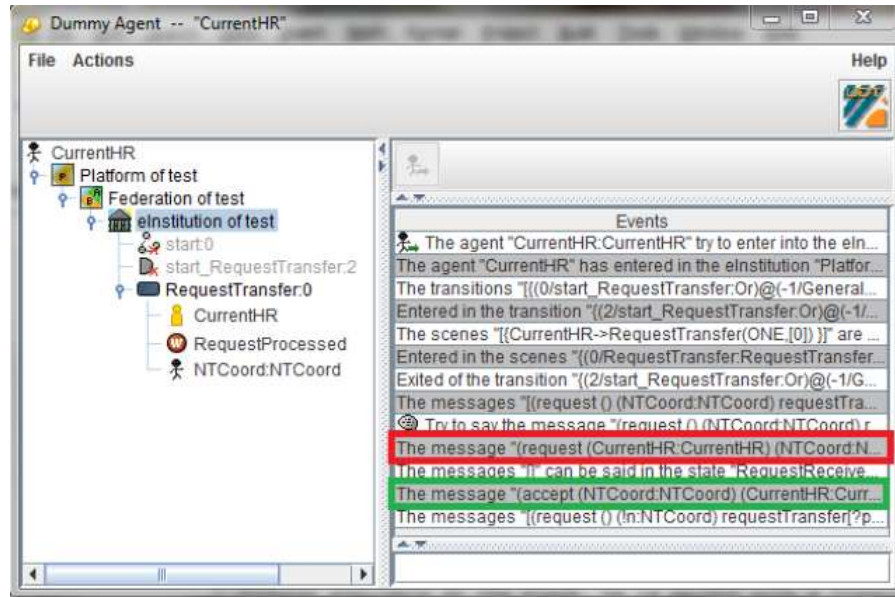 Dummy Agent -- "CurrentHR"
File Actions Help
CurrentHR
Platform of test
Federation of test
eInstitution of test
start:0
start_RequestTransfer:2
RequestTransfer:0
CurrentHR
RequestProcessed
NTCoord:NTCoord
Events
The agent "CurrentHR:CurrentHR" try to enter into the eIn...
The agent "CurrentHR" has entered in the eInstitution "Platfor...
The transitions "[{((0/start_RequestTransfer:Or)@(-1/General...
Entered in the transition "{(2/start_RequestTransfer:Or)@(-1/...
The scenes "[{CurrentHR->RequestTransfer(ONE,[0]) }]" are ...
Entered in the scenes "{(0/RequestTransfer:RequestTransfer...
Exited of the transition "{(2/start_RequestTransfer:Or)@(-1/G...
The messages "[(request () (NTCoord:NTCoord) requestTra...
Try to say the message "(request () (NTCoord:NTCoord) r...
The message "(request (CurrentHR:CurrentHR) (NTCoord:N...
The messages "[]" can be said in the state "RequestReceive...
The message "(accept (NTCoord:NTCoord) (CurrentHR:Curr...
The messages "[(request () (!n:NTCoord) requestTransfer[?p...